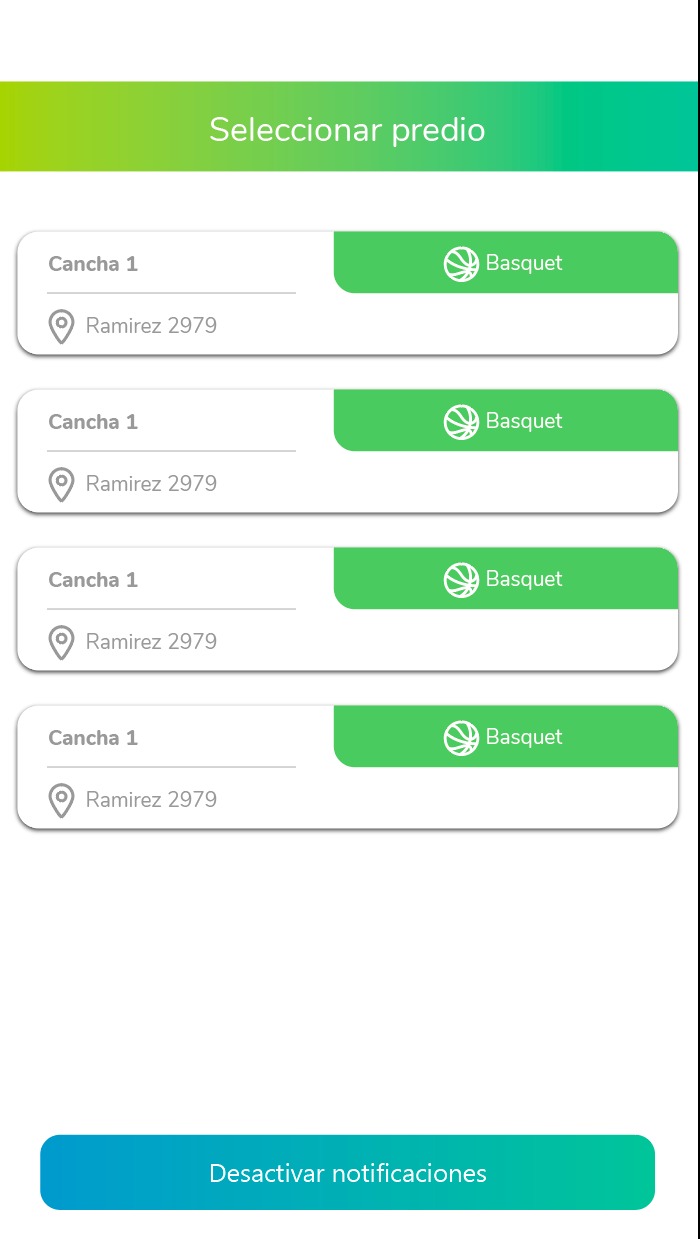 Seleccionar predio
Cancha 1
Basquet
Ramirez 2979
Cancha 1
Basquet
Ramirez 2979
Cancha 1
Basquet
Ramirez 2979
Cancha 1
Basquet
Ramirez 2979
Desactivar notificaciones